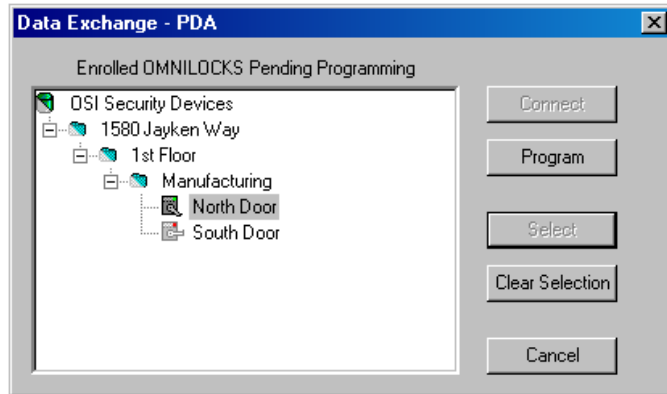 Data Exchange - PDA
Enrolled OMNILOCKS Pending Programming
OSI Security Devices
1580 Jayken Way
1st Floor
Manufacturing
North Door
South Door
Connect
Program
Select
Clear Selection
Cancel